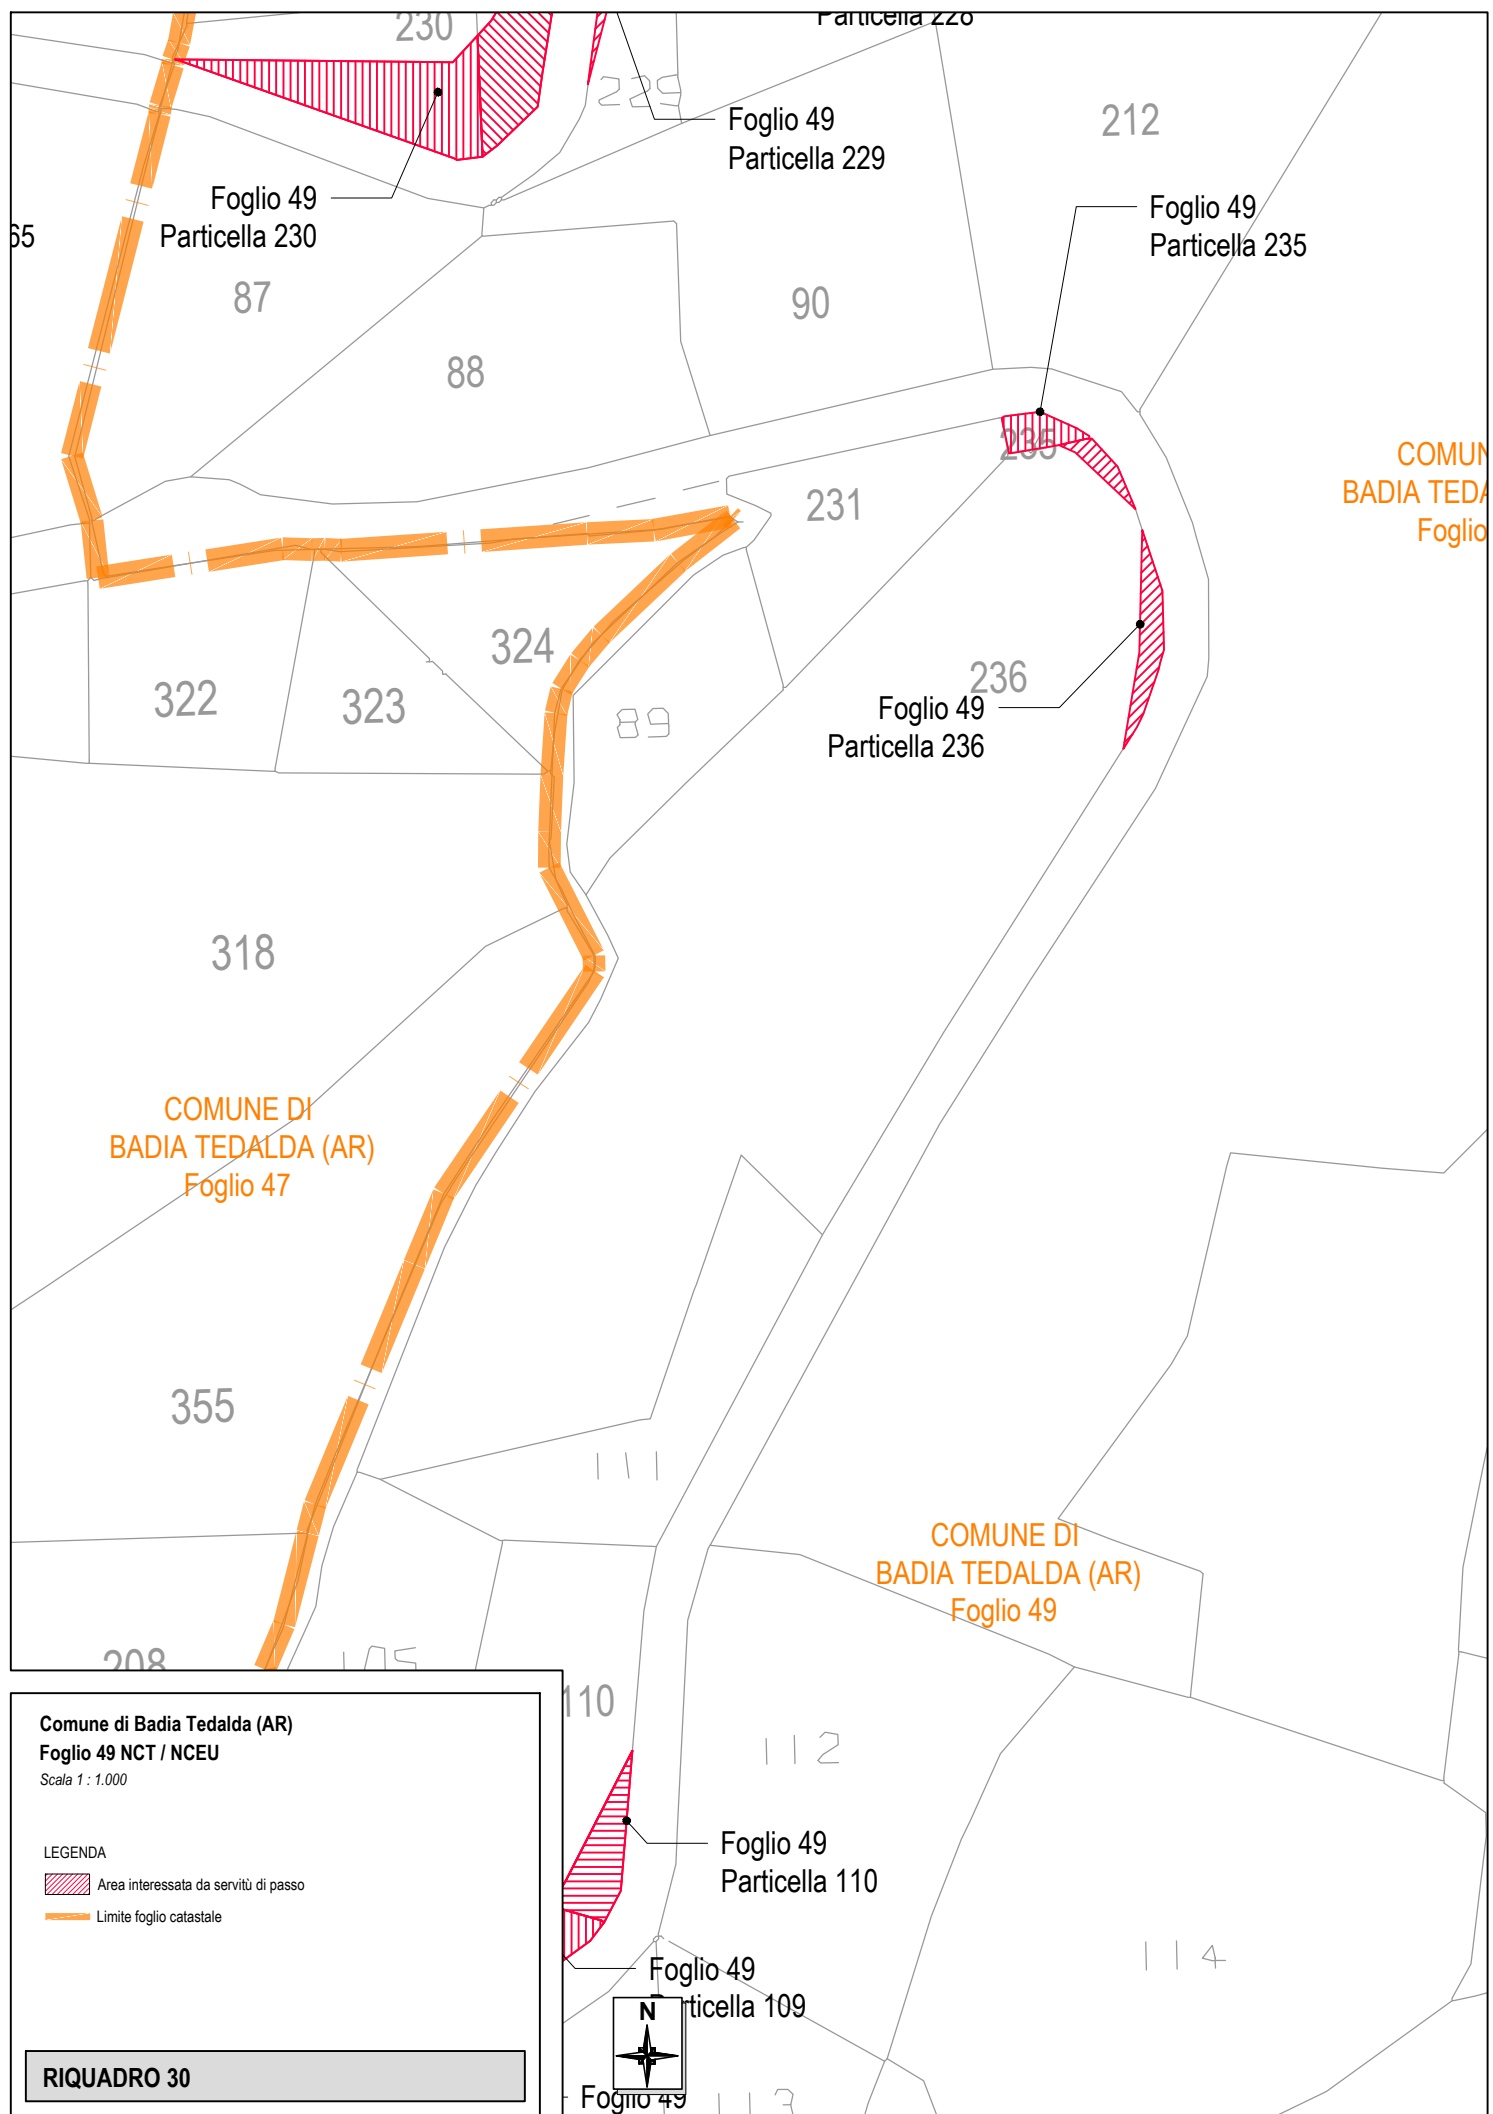 230
Particella 228
229
Foglio 49
Particella 229
212
Foglio 49
Particella 230
Foglio 49
Particella 235
65
87
90
88
235
COMUN
BADIA TEDA
Foglio
231
324
236
322
323
89
Foglio 49
Particella 236
318
COMUNE DI
BADIA TEDALDA (AR)
Foglio 47
355
111
COMUNE DI
BADIA TEDALDA (AR)
Foglio 49
208
110
112
Foglio 49
Particella 110
114
Foglio 49
rticella 109
N
Foglio 49
113
Comune di Badia Tedalda (AR)
Foglio 49 NCT / NCEU
Scala 1 : 1.000
LEGENDA
Area interessata da servitù di passo
Limite foglio catastale
RIQUADRO 30